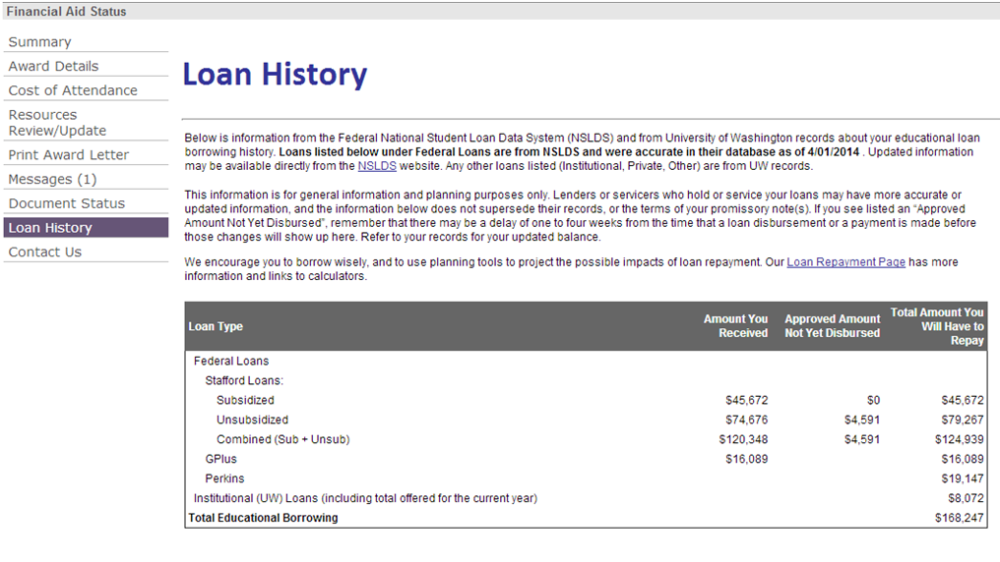 Financial Aid Status
Summary
Award Details
Cost of Attendance
Resources
Review/Update
Print Award Letter
Messages (1)
Document Status
Loan History
Contact Us
Loan History
Below is information from the Federal National Student Loan Data System (NSLDS) and from University of Washington records about your educational loan
borrowing history. Loans listed below under Federal Loans are from NSLDS and were accurate in their database as of 4/01/2014 . Updated information
may be available directly from the NSLDS website. Any other loans listed (Institutional, Private, Other) are from UW records.
This information is for general information and planning purposes only. Lenders or servicers who hold or service your loans may have more accurate or
updated information, and the information below does not supersede their records, or the terms of your promissory note(s). If you see listed an “Approved
Amount Not Yet Disbursed”, remember that there may be a delay of one to four weeks from the time that a loan disbursement or a payment is made before
those changes will show up here. Refer to your records for your updated balance.
We encourage you to borrow wisely, and to use planning tools to project the possible impacts of loan repayment. Our Loan Repayment Page has more
information and links to calculators.
Loan Type
Amount You
Received
Approved Amount
Not Yet Disbursed
Total Amount You
Will Have to
Repay
Federal Loans
Stafford Loans:
Subsidized $45,672 $0 $45,672
Unsubsidized $74,676 $4,591 $79,267
Combined (Sub + Unsub) $120,348 $4,591 $124,939
GPlus $16,089 $16,089
Perkins $19,147
Institutional (UW) Loans (including total offered for the current year) $8,072
Total Educational Borrowing $168,247